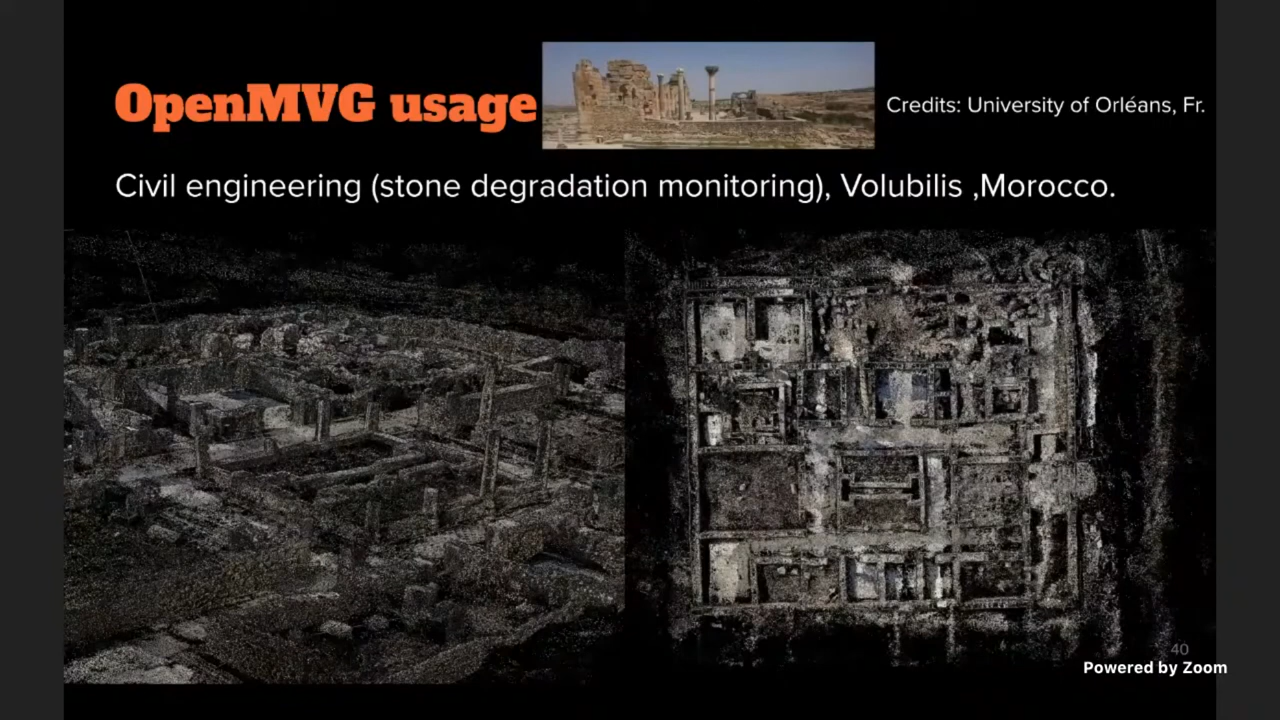 OpenMVG usage
Credits: University of Orléans, Fr.
Civil engineering (stone degradation monitoring), Volubilis ,Morocco.
40
Powered by Zoom